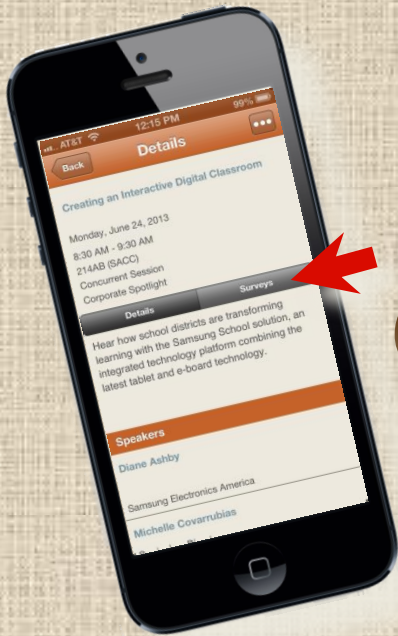 AT&T 12:15 PM 99%
Back Details
Creating an Interactive Digital Classroom
Monday, June 24, 2013
8:30 AM - 9:30 AM
214AB (SACC)
Concurrent Session
Corporate Spotlight
Details Surveys
Hear how school districts are transforming
learning with the Samsung School solution, an
integrated technology platform combining the
latest tablet and e-board technology.
Speakers
Diane Ashby
Samsung Electronics America
Michelle Covarrubias